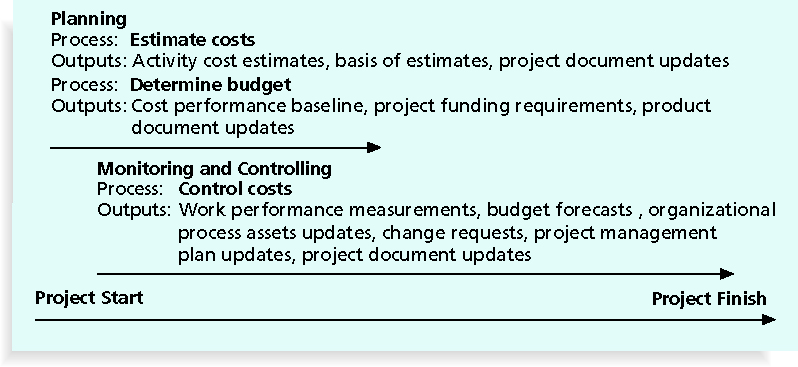 Planning
Process: Estimate costs
Outputs: Activity cost estimates, basis of estimates, project document updates
Process: Determine budget
Outputs: Cost performance baseline, project funding requirements, product
document updates
Monitoring and Controlling
Process: Control costs
Outputs: Work performance measurements, budget forecasts , organizational
process assets updates, change requests, project management
plan updates, project document updates
Project Start
Project Finish